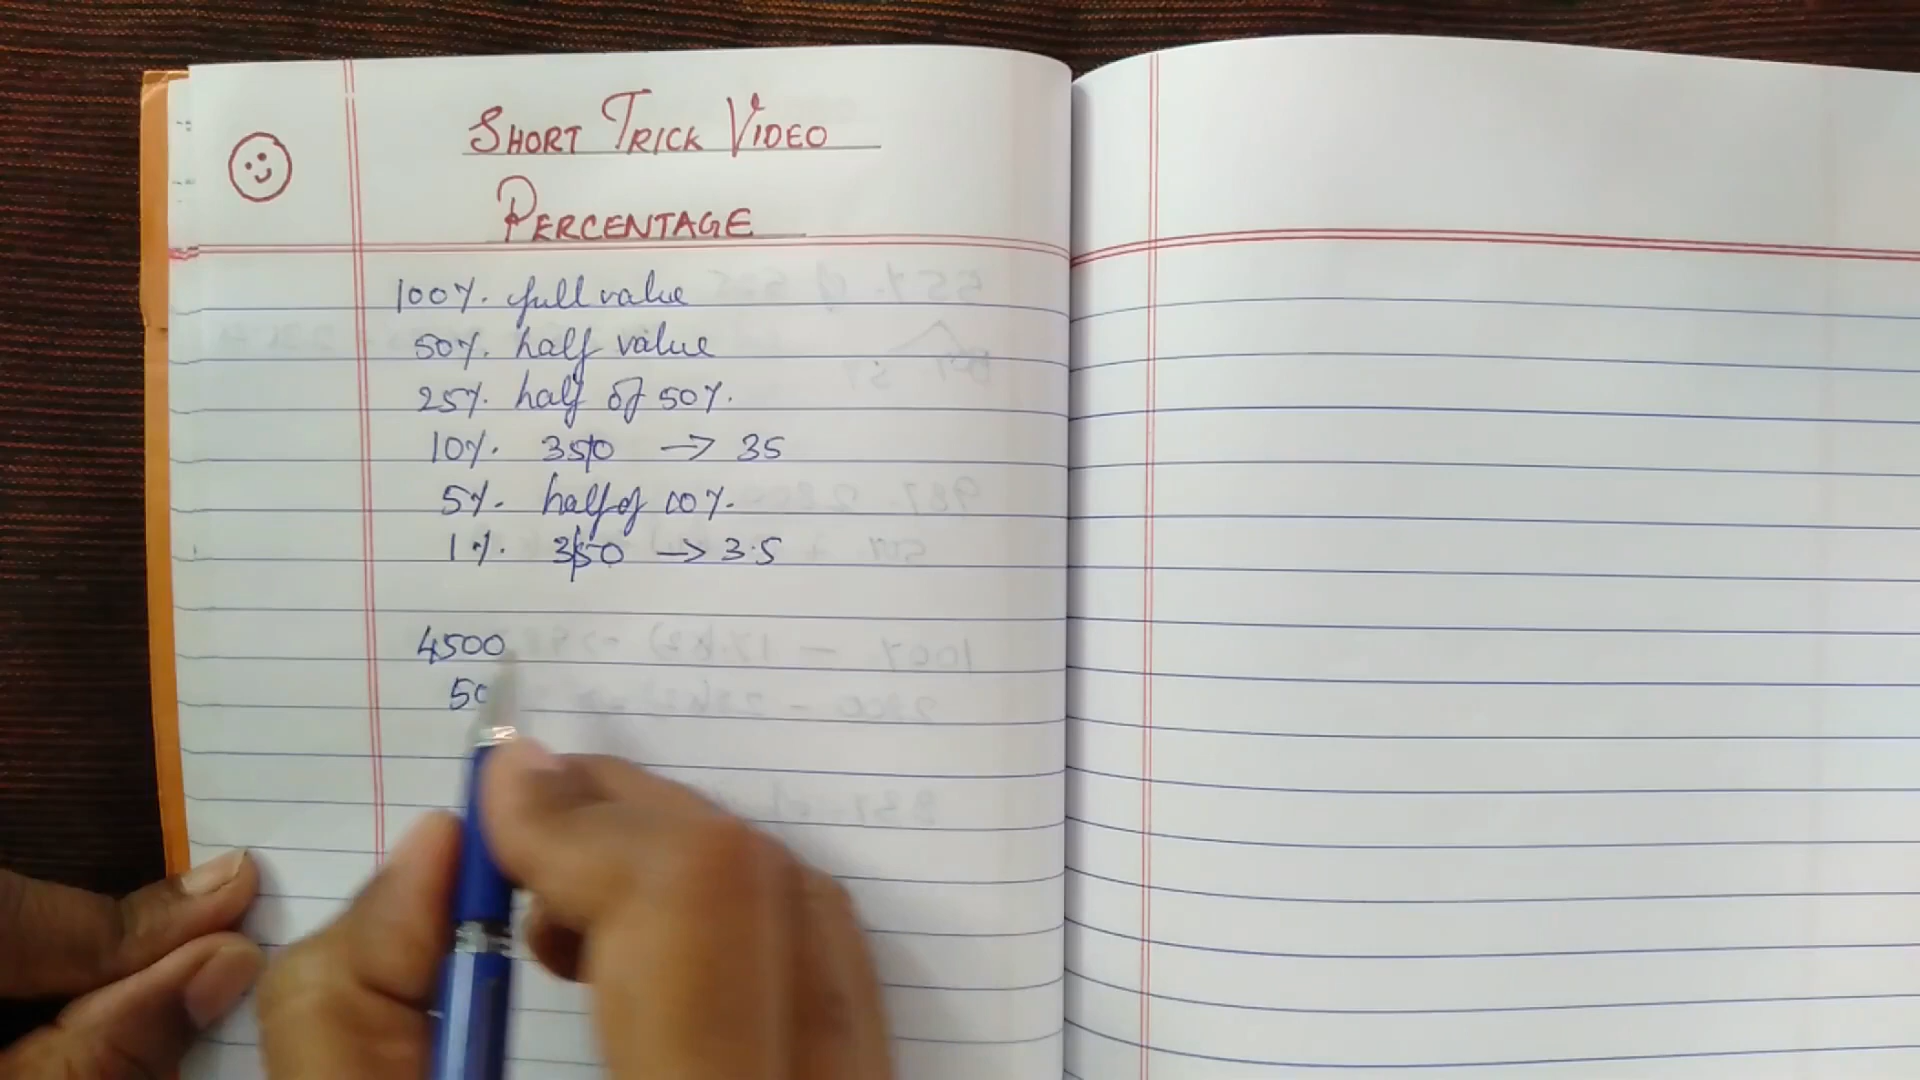 SHORT TRICK VIDEO
PERCENTAGE
100%. full value
50%. half value
25%. half of 50%.
10%. 350 → 35
5%. half of 10%.
1%. 350 → 3.5
4500
50